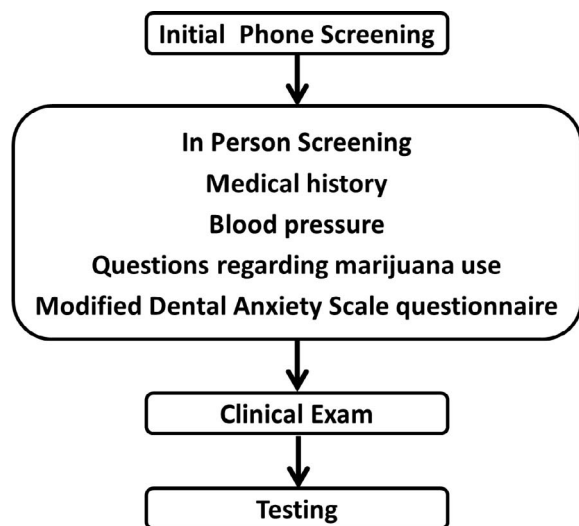 Initial Phone Screening
In Person Screening
Medical history
Blood pressure
Questions regarding marijuana use
Modified Dental Anxiety Scale questionnaire
Clinical Exam
Testing